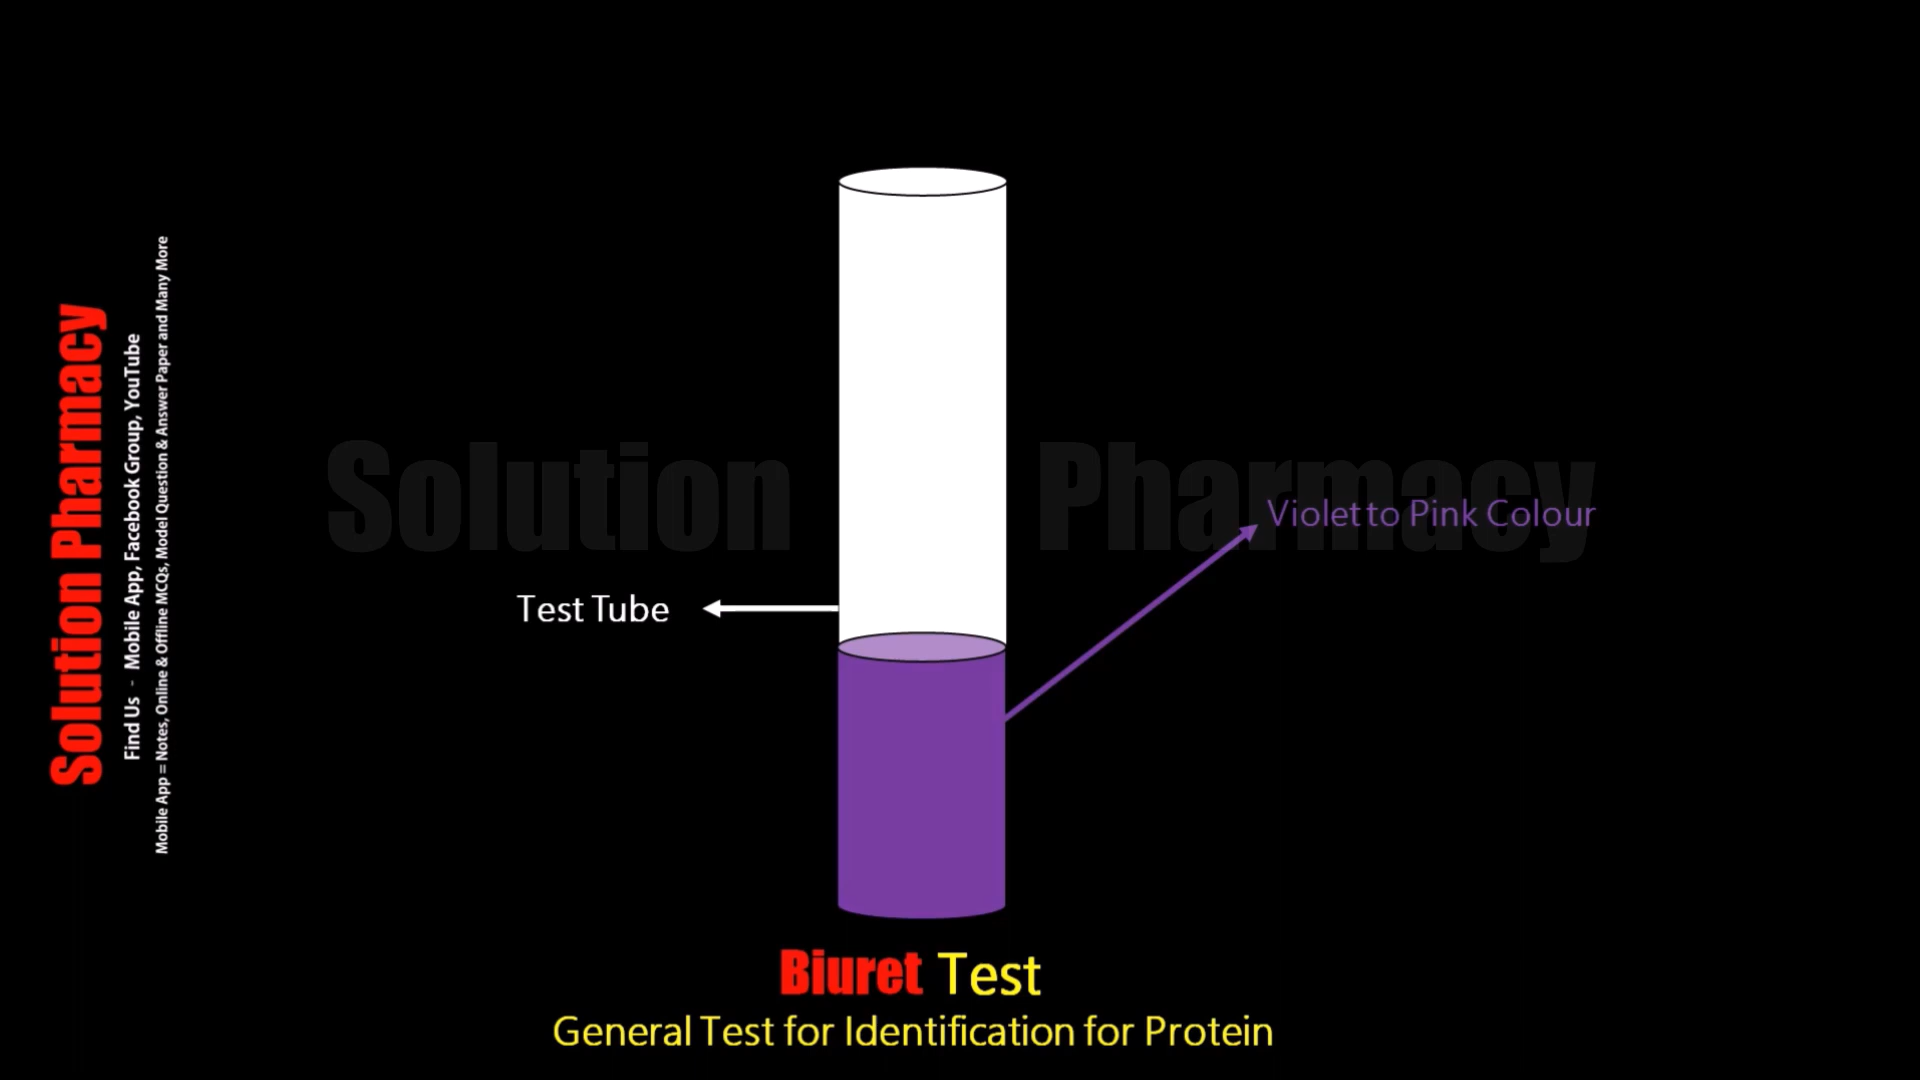 Solution Pharmacy
Find Us - Mobile App, Facebook Group, YouTube
Mobile App = Notes, Online & Offline MCQs, Model Question & Answer Paper and Many More
Solution Pharmacy
Violet to Pink Colour
Test Tube
Biuret Test
General Test for Identification for Protein